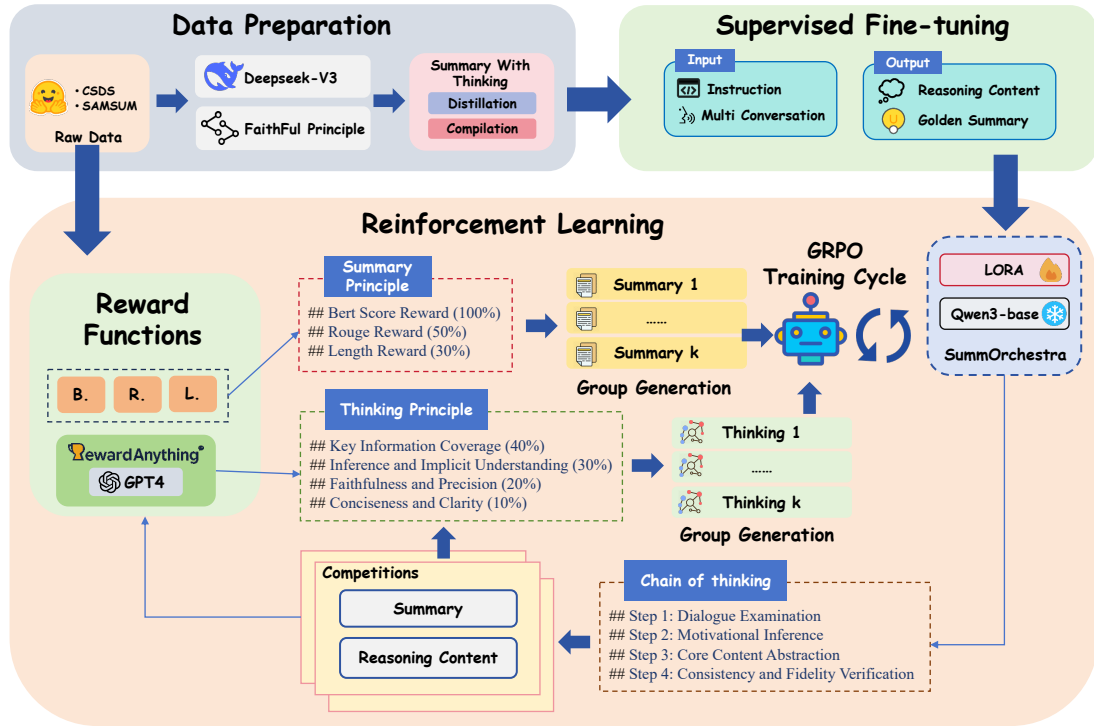 Data Preparation
• CSDS
• SAMSUM
Raw Data
Deepseek-V3
FaithFul Principle
Summary With
Thinking
Distillation
Compilation
Supervised Fine-tuning
Input
Instruction
Multi Conversation
Output
Reasoning Content
Golden Summary
Reinforcement Learning
Reward
Functions
B.
R.
L.
RewardAnything
GPT4
Summary
Principle
## Bert Score Reward (100%)
## Rouge Reward (50%)
## Length Reward (30%)
Summary 1
......
Summary k
Group Generation
GRPO
Training Cycle
LORA
Qwen3-base
SummOrchestra
Thinking Principle
## Key Information Coverage (40%)
## Inference and Implicit Understanding (30%)
## Faithfulness and Precision (20%)
## Conciseness and Clarity (10%)
Thinking 1
......
Thinking k
Group Generation
Competitions
Summary
Reasoning Content
Chain of thinking
## Step 1: Dialogue Examination
## Step 2: Motivational Inference
## Step 3: Core Content Abstraction
## Step 4: Consistency and Fidelity Verification